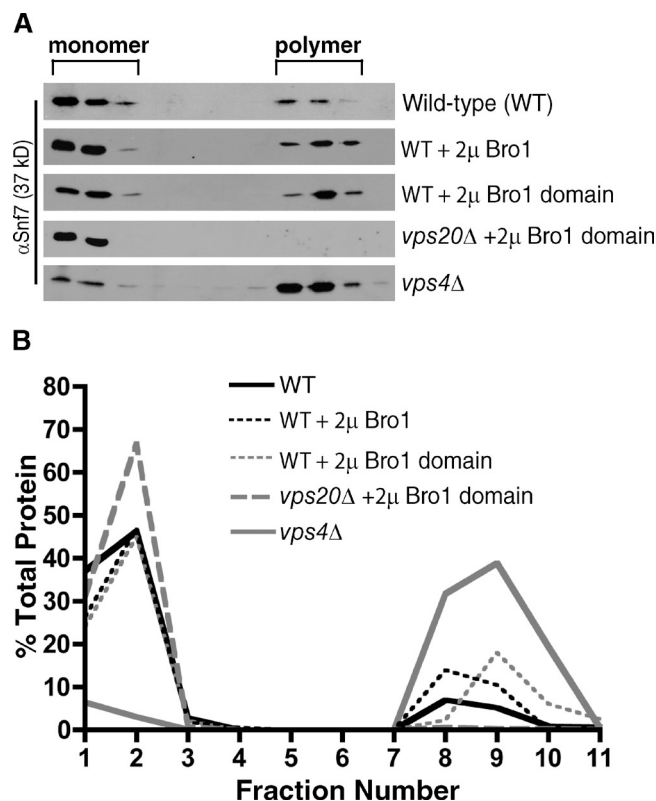 A
monomer polymer
αSnf7 (37 kD)
Wild-type (WT)
WT + 2μ Bro1
WT + 2μ Bro1 domain
vps20Δ +2μ Bro1 domain
vps4Δ
B
% Total Protein
80
70
60
50
40
30
20
10
0
WT
WT + 2μ Bro1
WT + 2μ Bro1 domain
vps20Δ +2μ Bro1 domain
vps4Δ
1 2 3 4 5 6 7 8 9 10 11
Fraction Number